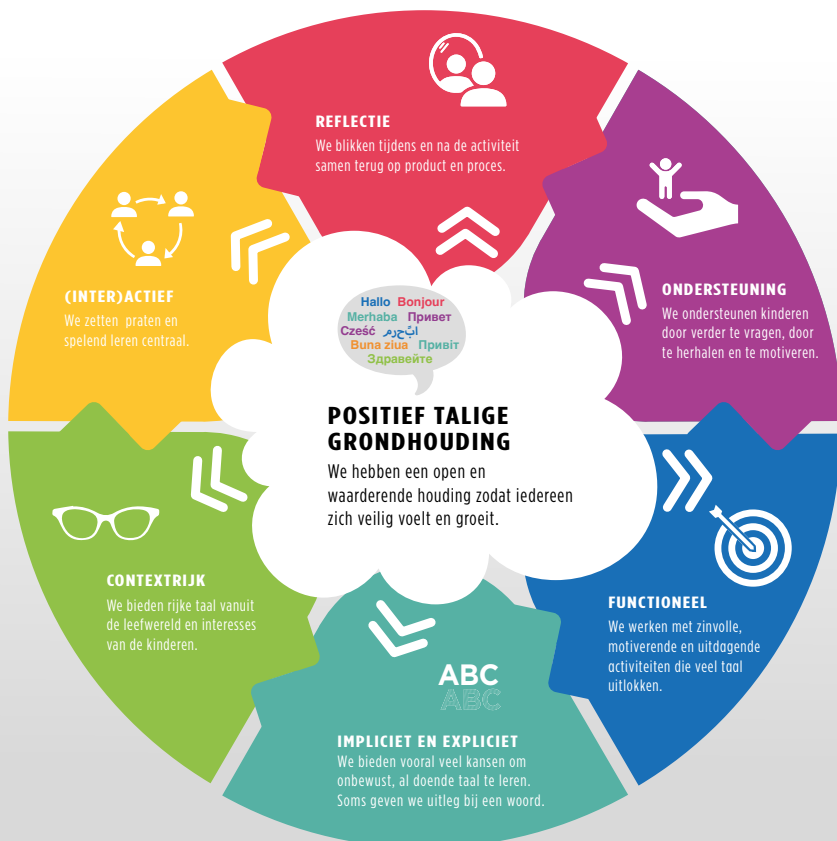 REFLECTIE
We blikken tijdens en na de activiteit
samen terug op product en proces.
ONDERSTEUNING
We ondersteunen kinderen
door verder te vragen, door
te herhalen en te motiveren.
FUNCTIONEEL
We werken met zinvolle,
motiverende en uitdagende
activiteiten die veel taal
uitlokken.
ABC
ABC
IMPLICIET EN EXPLICIET
We bieden vooral veel kansen om
onbewust, al doende taal te leren.
Soms geven we uitleg bij een woord.
CONTEXTRIJK
We bieden rijke taal vanuit
de leefwereld en interesses
van de kinderen.
(INTER)ACTIEF
We zetten praten en
spelend leren centraal.
Hallo Bonjour
Merhaba Привет
Cześć
Buna ziua Привіт
Здравейте
POSITIEF TALIGE
GRONDHOUDING
We hebben een open en
waarderende houding zodat iedereen
zich veilig voelt en groeit.